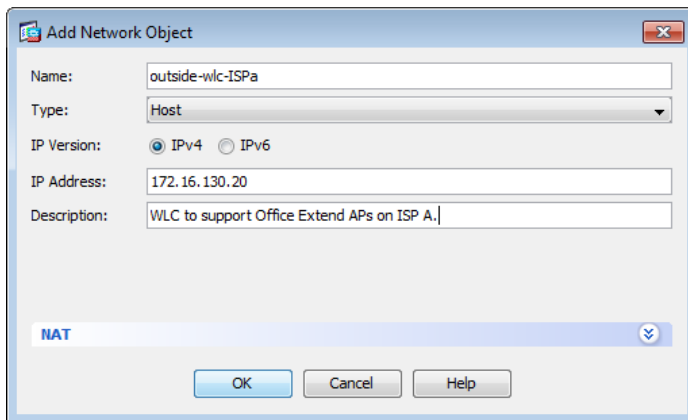 Add Network Object
Name: outside-wlc-ISPa
Type: Host
IP Version: IPv4 IPv6
IP Address: 172.16.130.20
Description: WLC to support Office Extend APs on ISP A.
NAT
OK Cancel Help